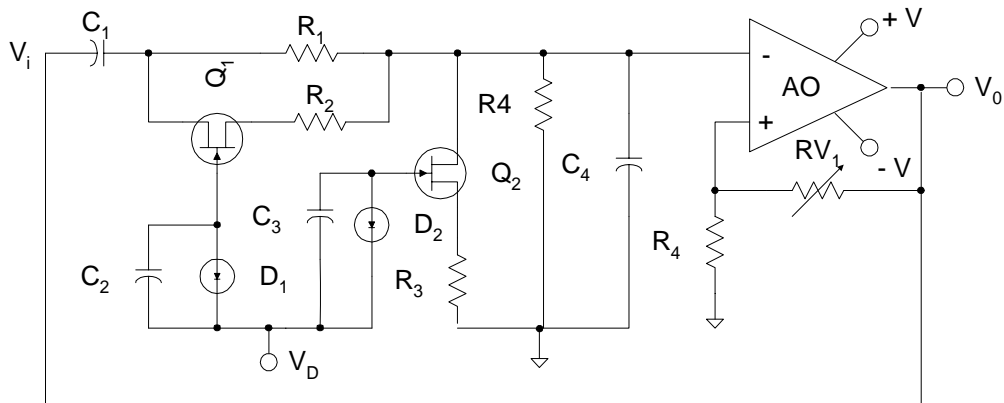 C1
Vi
R1
Q1
R2
R4
C4
Q2
C3
D2
R3
C2
D1
VD
-
+
AO
+ V
- V
V0
RV1
R4